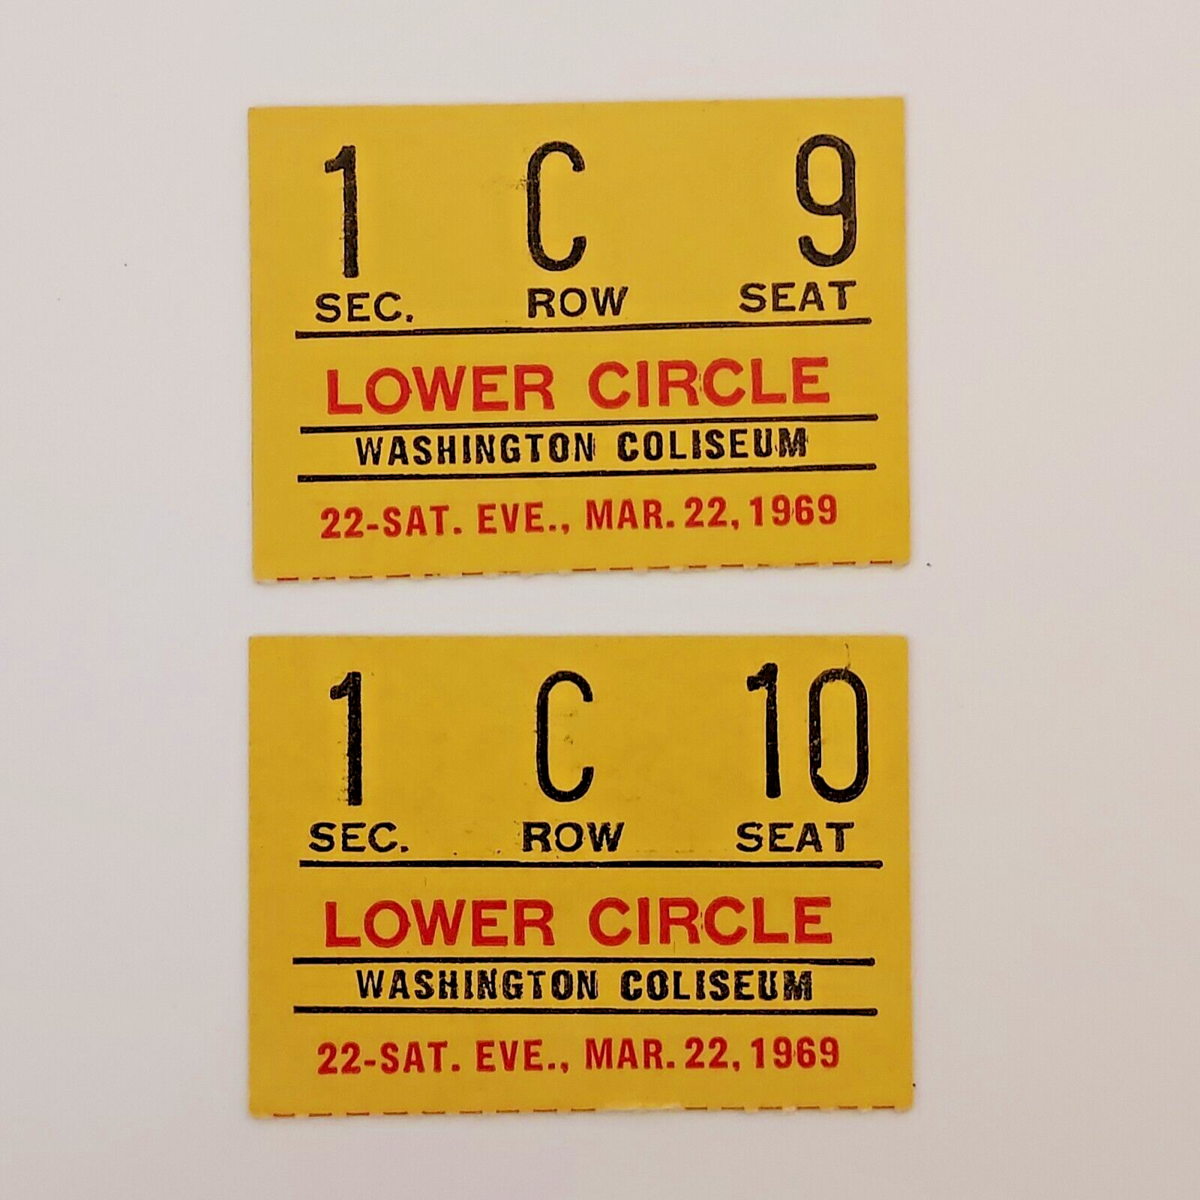 1 C 9
SEC. ROW SEAT
LOWER CIRCLE
WASHINGTON COLISEUM
22-SAT. EVE., MAR. 22, 1969
1 C 10
SEC. ROW SEAT
LOWER CIRCLE
WASHINGTON COLISEUM
22-SAT. EVE., MAR. 22, 1969